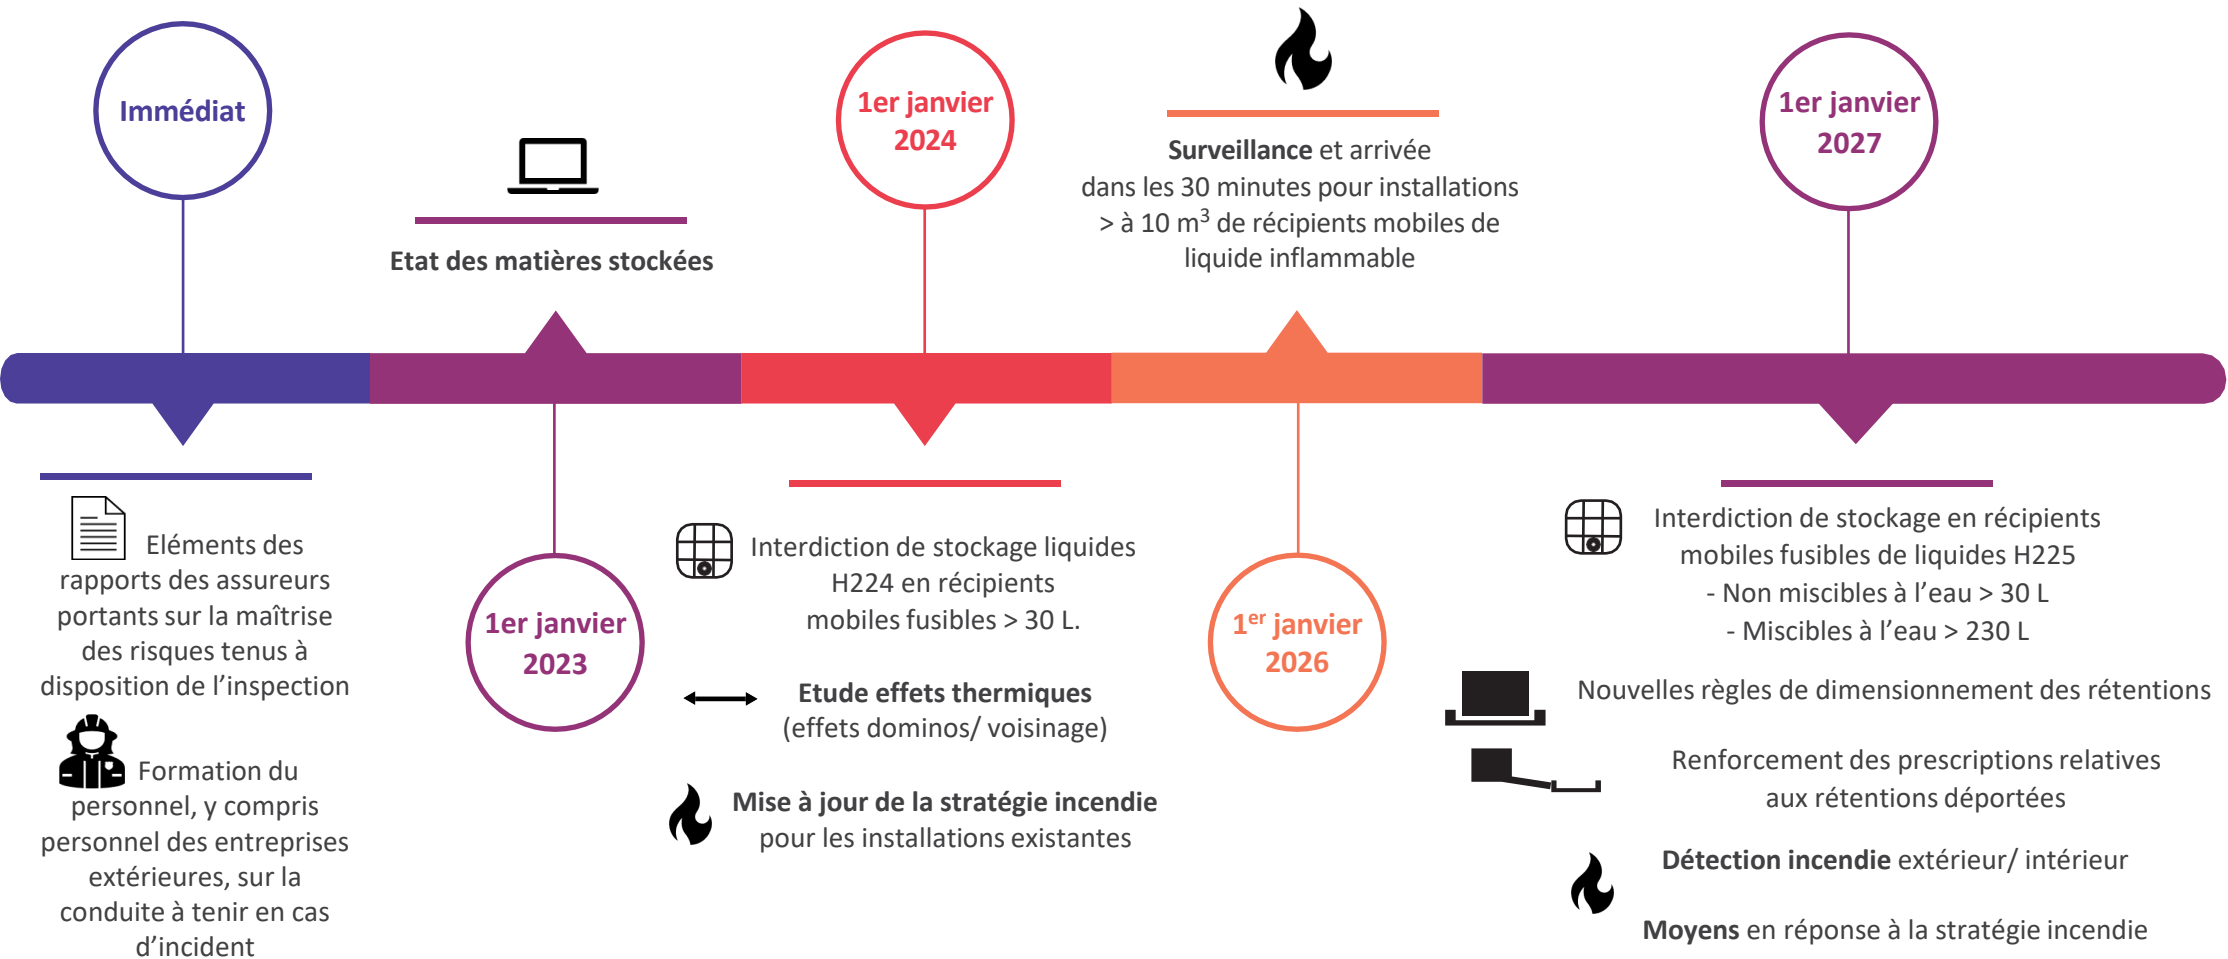 Immédiat
Eléments des
rapports des assureurs
portants sur la maîtrise
des risques tenus à
disposition de l’inspection
Formation du
personnel, y compris
personnel des entreprises
extérieures, sur la
conduite à tenir en cas
d’incident
Etat des matières stockées
1er janvier
2023
1er janvier
2024
Interdiction de stockage liquides
H224 en récipients
mobiles fusibles > 30 L.
Etude effets thermiques
(effets dominos/ voisinage)
Mise à jour de la stratégie incendie
pour les installations existantes
Surveillance et arrivée
dans les 30 minutes pour installations
> à 10 m³ de récipients mobiles de
liquide inflammable
1er janvier
2026
1er janvier
2027
Interdiction de stockage en récipients
mobiles fusibles de liquides H225
- Non miscibles à l’eau > 30 L
- Miscibles à l’eau > 230 L
Nouvelles règles de dimensionnement des rétentions
Renforcement des prescriptions relatives
aux rétentions déportées
Détection incendie extérieur/ intérieur
Moyens en réponse à la stratégie incendie